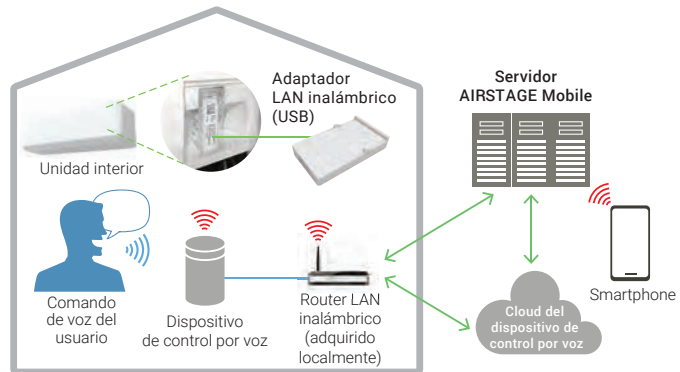 Adaptador
LAN inalámbrico
(USB)
Unidad interior
Servidor
AIRSTAGE Mobile
Comando
de voz del
usuario
Dispositivo
de control por voz
Router LAN
inalámbrico
(adquirido
localmente)
Cloud del
dispositivo de
control por voz
Smartphone